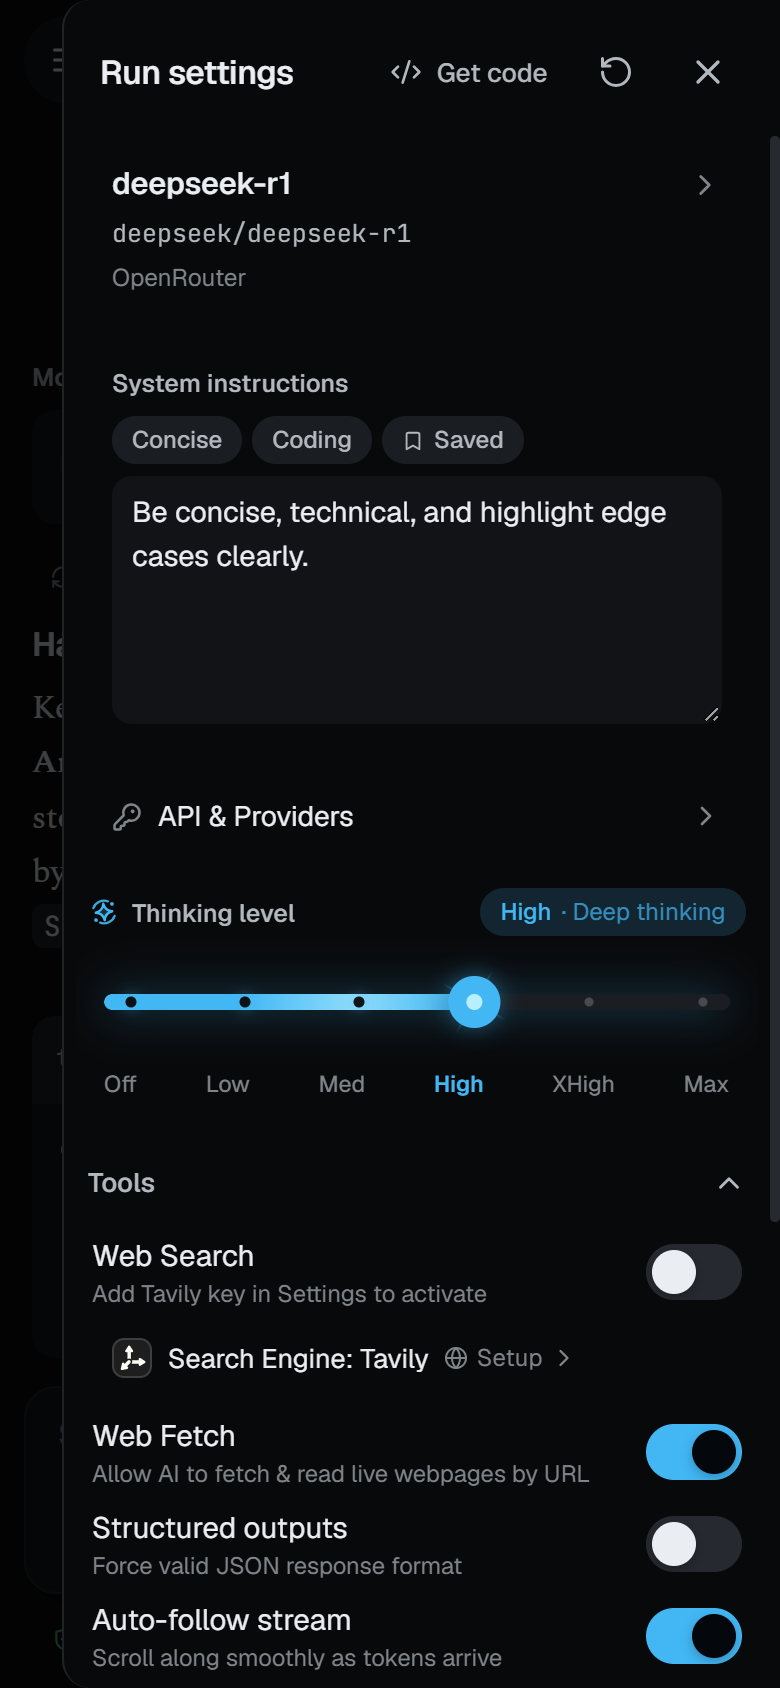 Run settings
Get code
deepseek-r1
deepseek/deepseek-r1
OpenRouter
System instructions
Concise
Coding
Saved
Be concise, technical, and highlight edge
cases clearly.
API & Providers
Thinking level
High · Deep thinking
Off
Low
Med
High
XHigh
Max
Tools
Web Search
Add Tavily key in Settings to activate
Search Engine: Tavily
Setup
Web Fetch
Allow AI to fetch & read live webpages by URL
Structured outputs
Force valid JSON response format
Auto-follow stream
Scroll along smoothly as tokens arrive